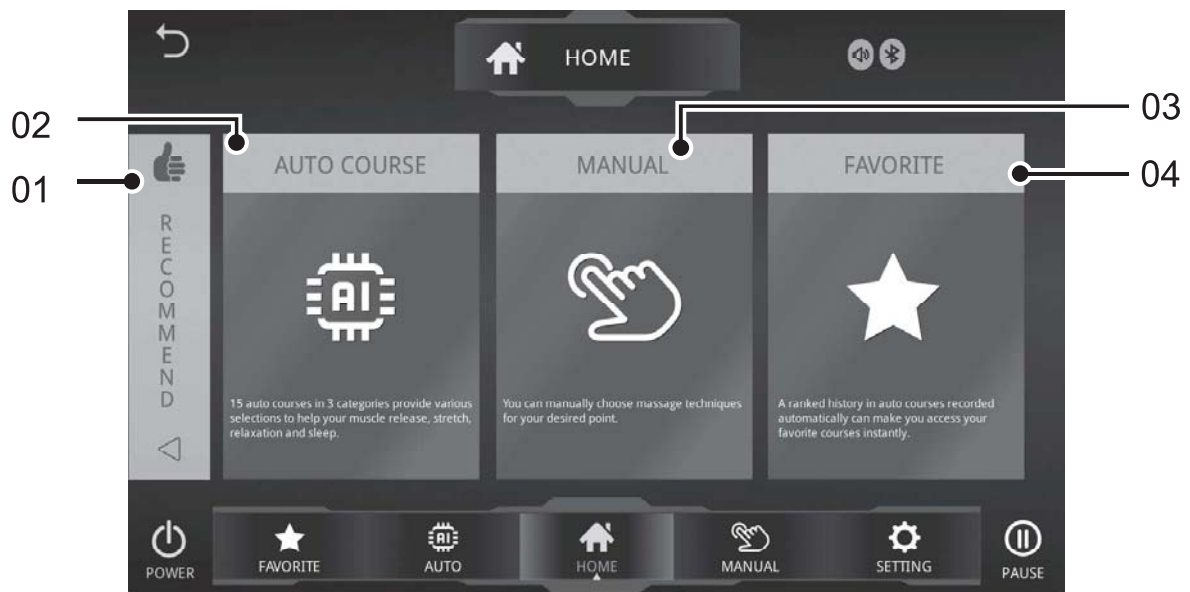 HOME
02
03
01
04
AUTO COURSE
MANUAL
FAVORITE
RECOMMEND
AI
15 auto courses in 3 categories provide various
selections to help your muscle release, stretch,
relaxation and sleep.
You can manually choose massage techniques
for your desired point.
A ranked history in auto courses recorded
automatically can make you access your
favorite courses instantly.
POWER
FAVORITE
AI
AUTO
HOME
MANUAL
SETTING
PAUSE